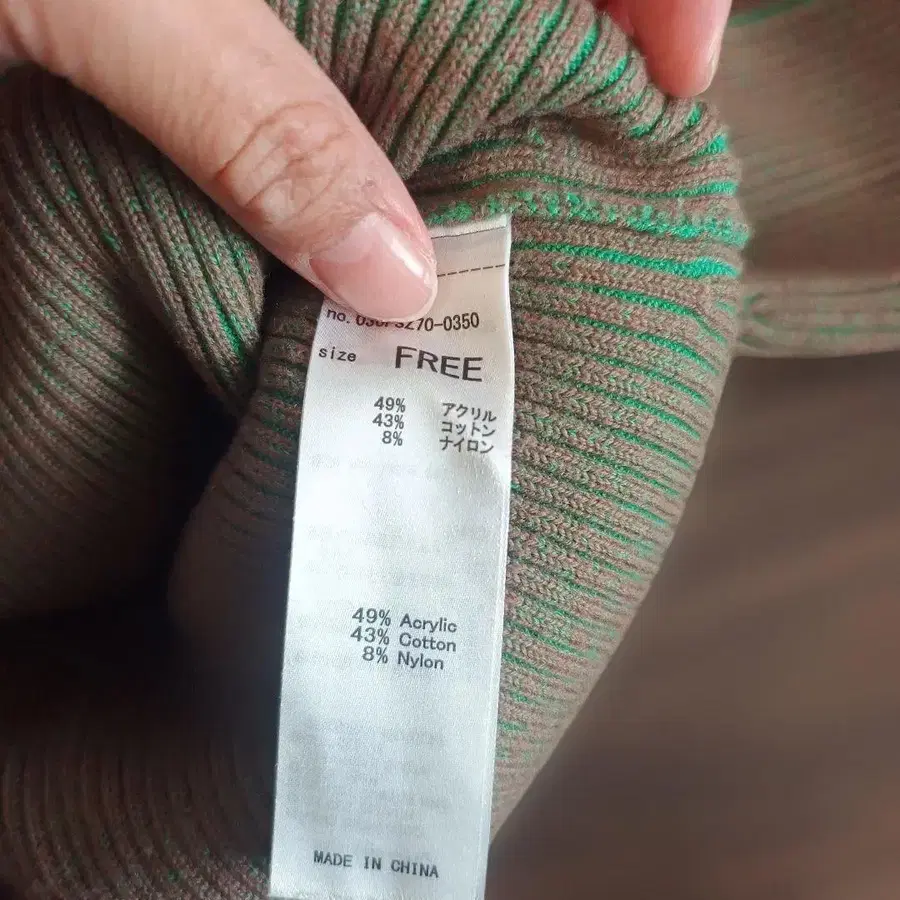 no.
size FREE
49% アクリル
43% コットン
8% ナイロン
49% Acrylic
43% Cotton
8% Nylon
MADE IN CHINA